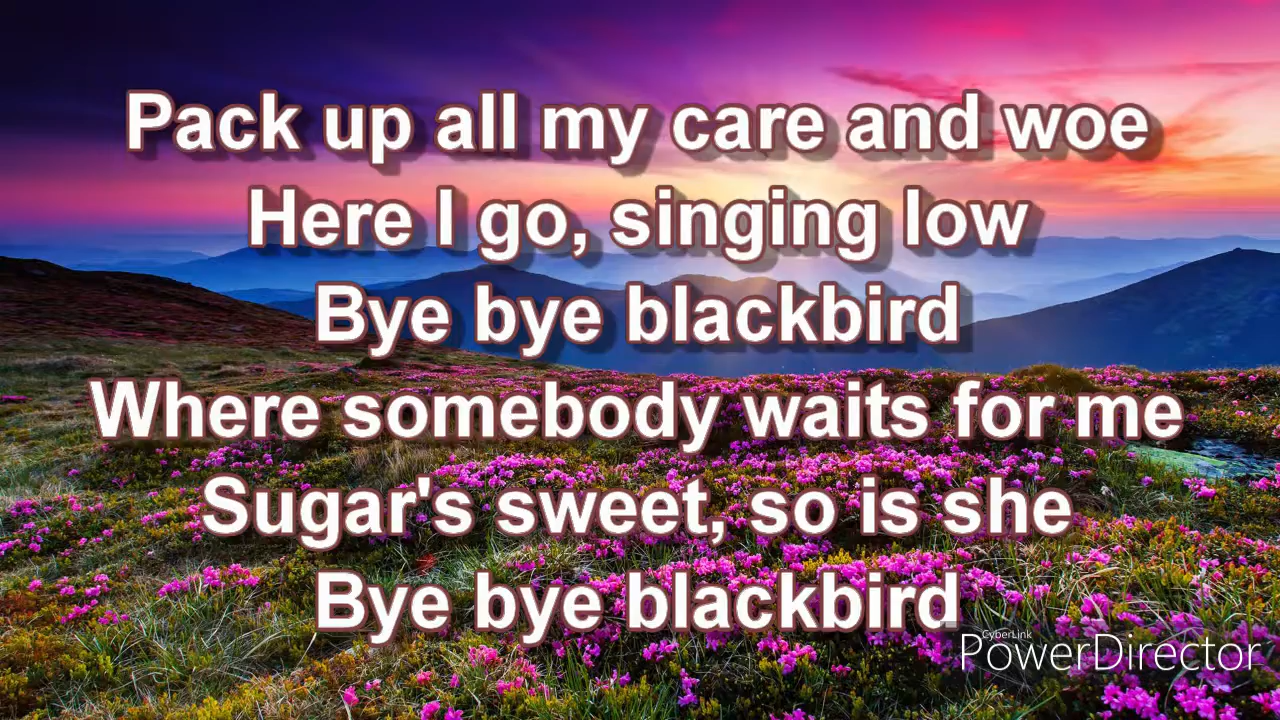 Pack up all my care and woe
Here I go, singing low
Bye bye blackbird
Where somebody waits for me
Sugar's sweet, so is she
Bye bye blackbird
CyberLink
PowerDirector